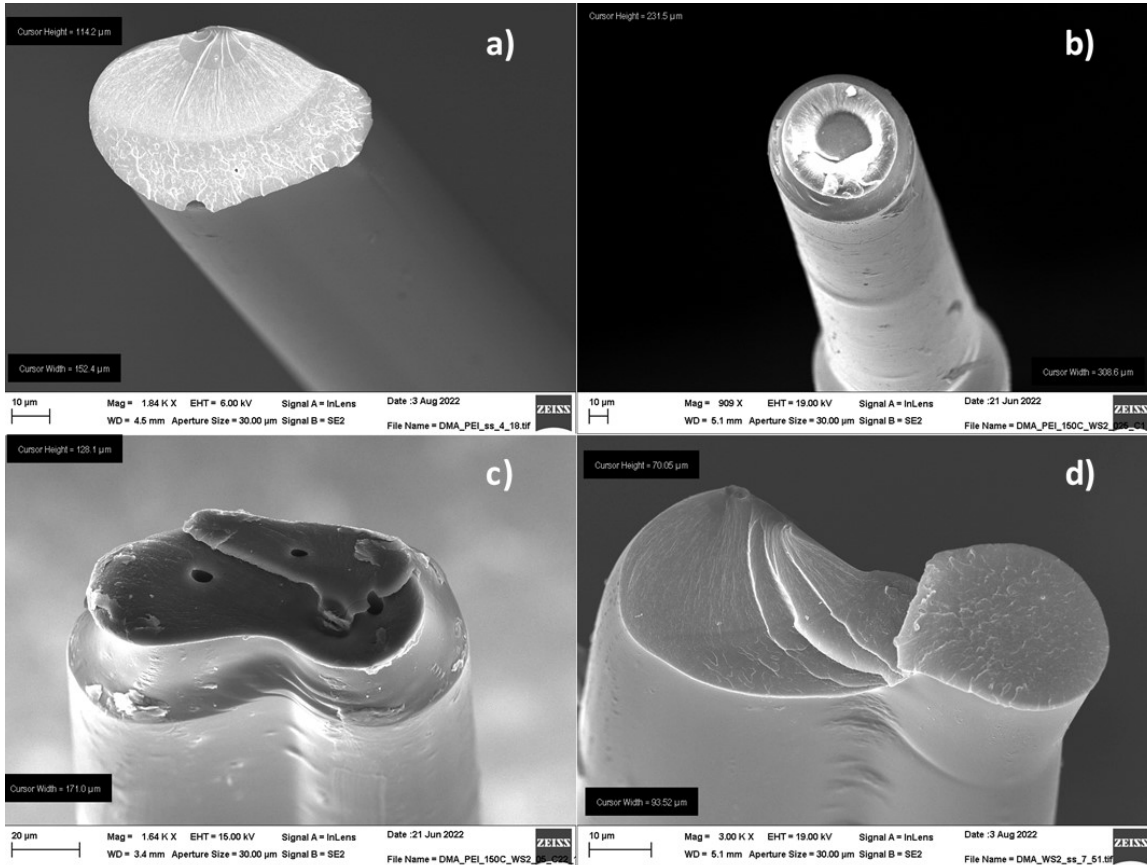 Cursor Height = 114.2 µm
a)
Cursor Width = 152.4 µm
10 µm
Mag = 1.84 K X EHT = 6.00 kV Signal A = InLens Date :3 Aug 2022
WD = 4.5 mm Aperture Size = 30.00 µm Signal B = SE2 File Name = DMA_PEI_ss_4_18.tif
ZEISS
Cursor Height = 231.5 µm
b)
Cursor Width = 308.6 µm
10 µm
Mag = 909 X EHT = 19.00 kV Signal A = InLens Date :21 Jun 2022
WD = 5.1 mm Aperture Size = 30.00 µm Signal B = SE2 File Name = DMA_PEI_150C_WS2_025_C1
ZEISS
Cursor Height = 128.1 µm
c)
Cursor Width = 171.0 µm
20 µm
Mag = 1.64 K X EHT = 15.00 kV Signal A = InLens Date :21 Jun 2022
WD = 3.4 mm Aperture Size = 30.00 µm Signal B = SE2 File Name = DMA_PEI_150C_WS2_05_C22_1
ZEISS
Cursor Height = 70.05 µm
d)
Cursor Width = 93.52 µm
10 µm
Mag = 3.00 K X EHT = 19.00 kV Signal A = InLens Date :3 Aug 2022
WD = 5.1 mm Aperture Size = 30.00 µm Signal B = SE2 File Name = DMA_WS2_ss_7_51.tif
ZEISS